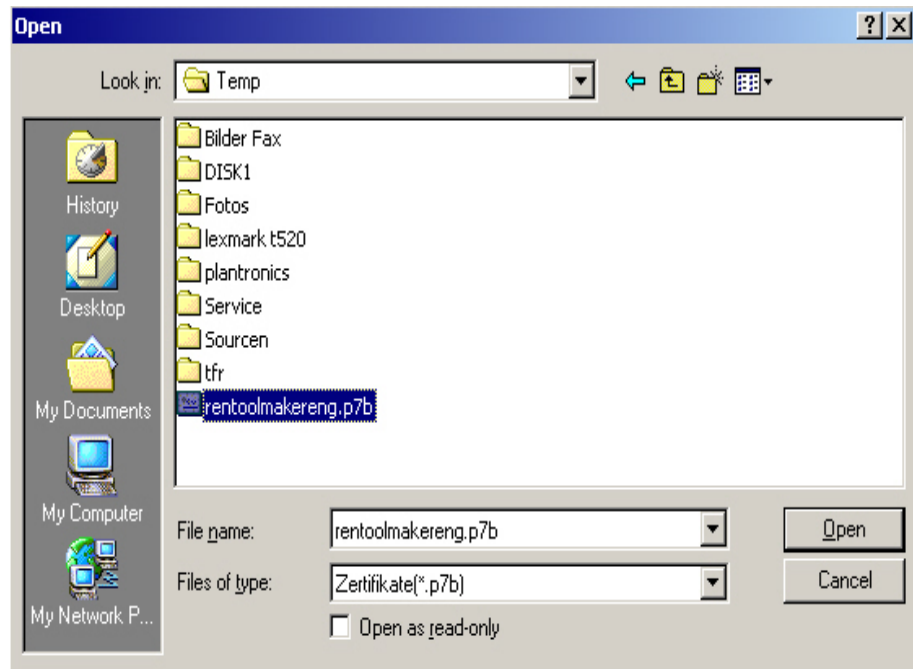 Open
Look in: Temp
History
Desktop
My Documents
My Computer
My Network P...
Bilder Fax
DISK1
Fotos
lexmark t520
plantronics
Service
Sourcen
tfr
rentoolmakereng.p7b
File name: rentoolmakereng.p7b Open
Files of type: Zertifikate(*.p7b) Cancel
Open as read-only